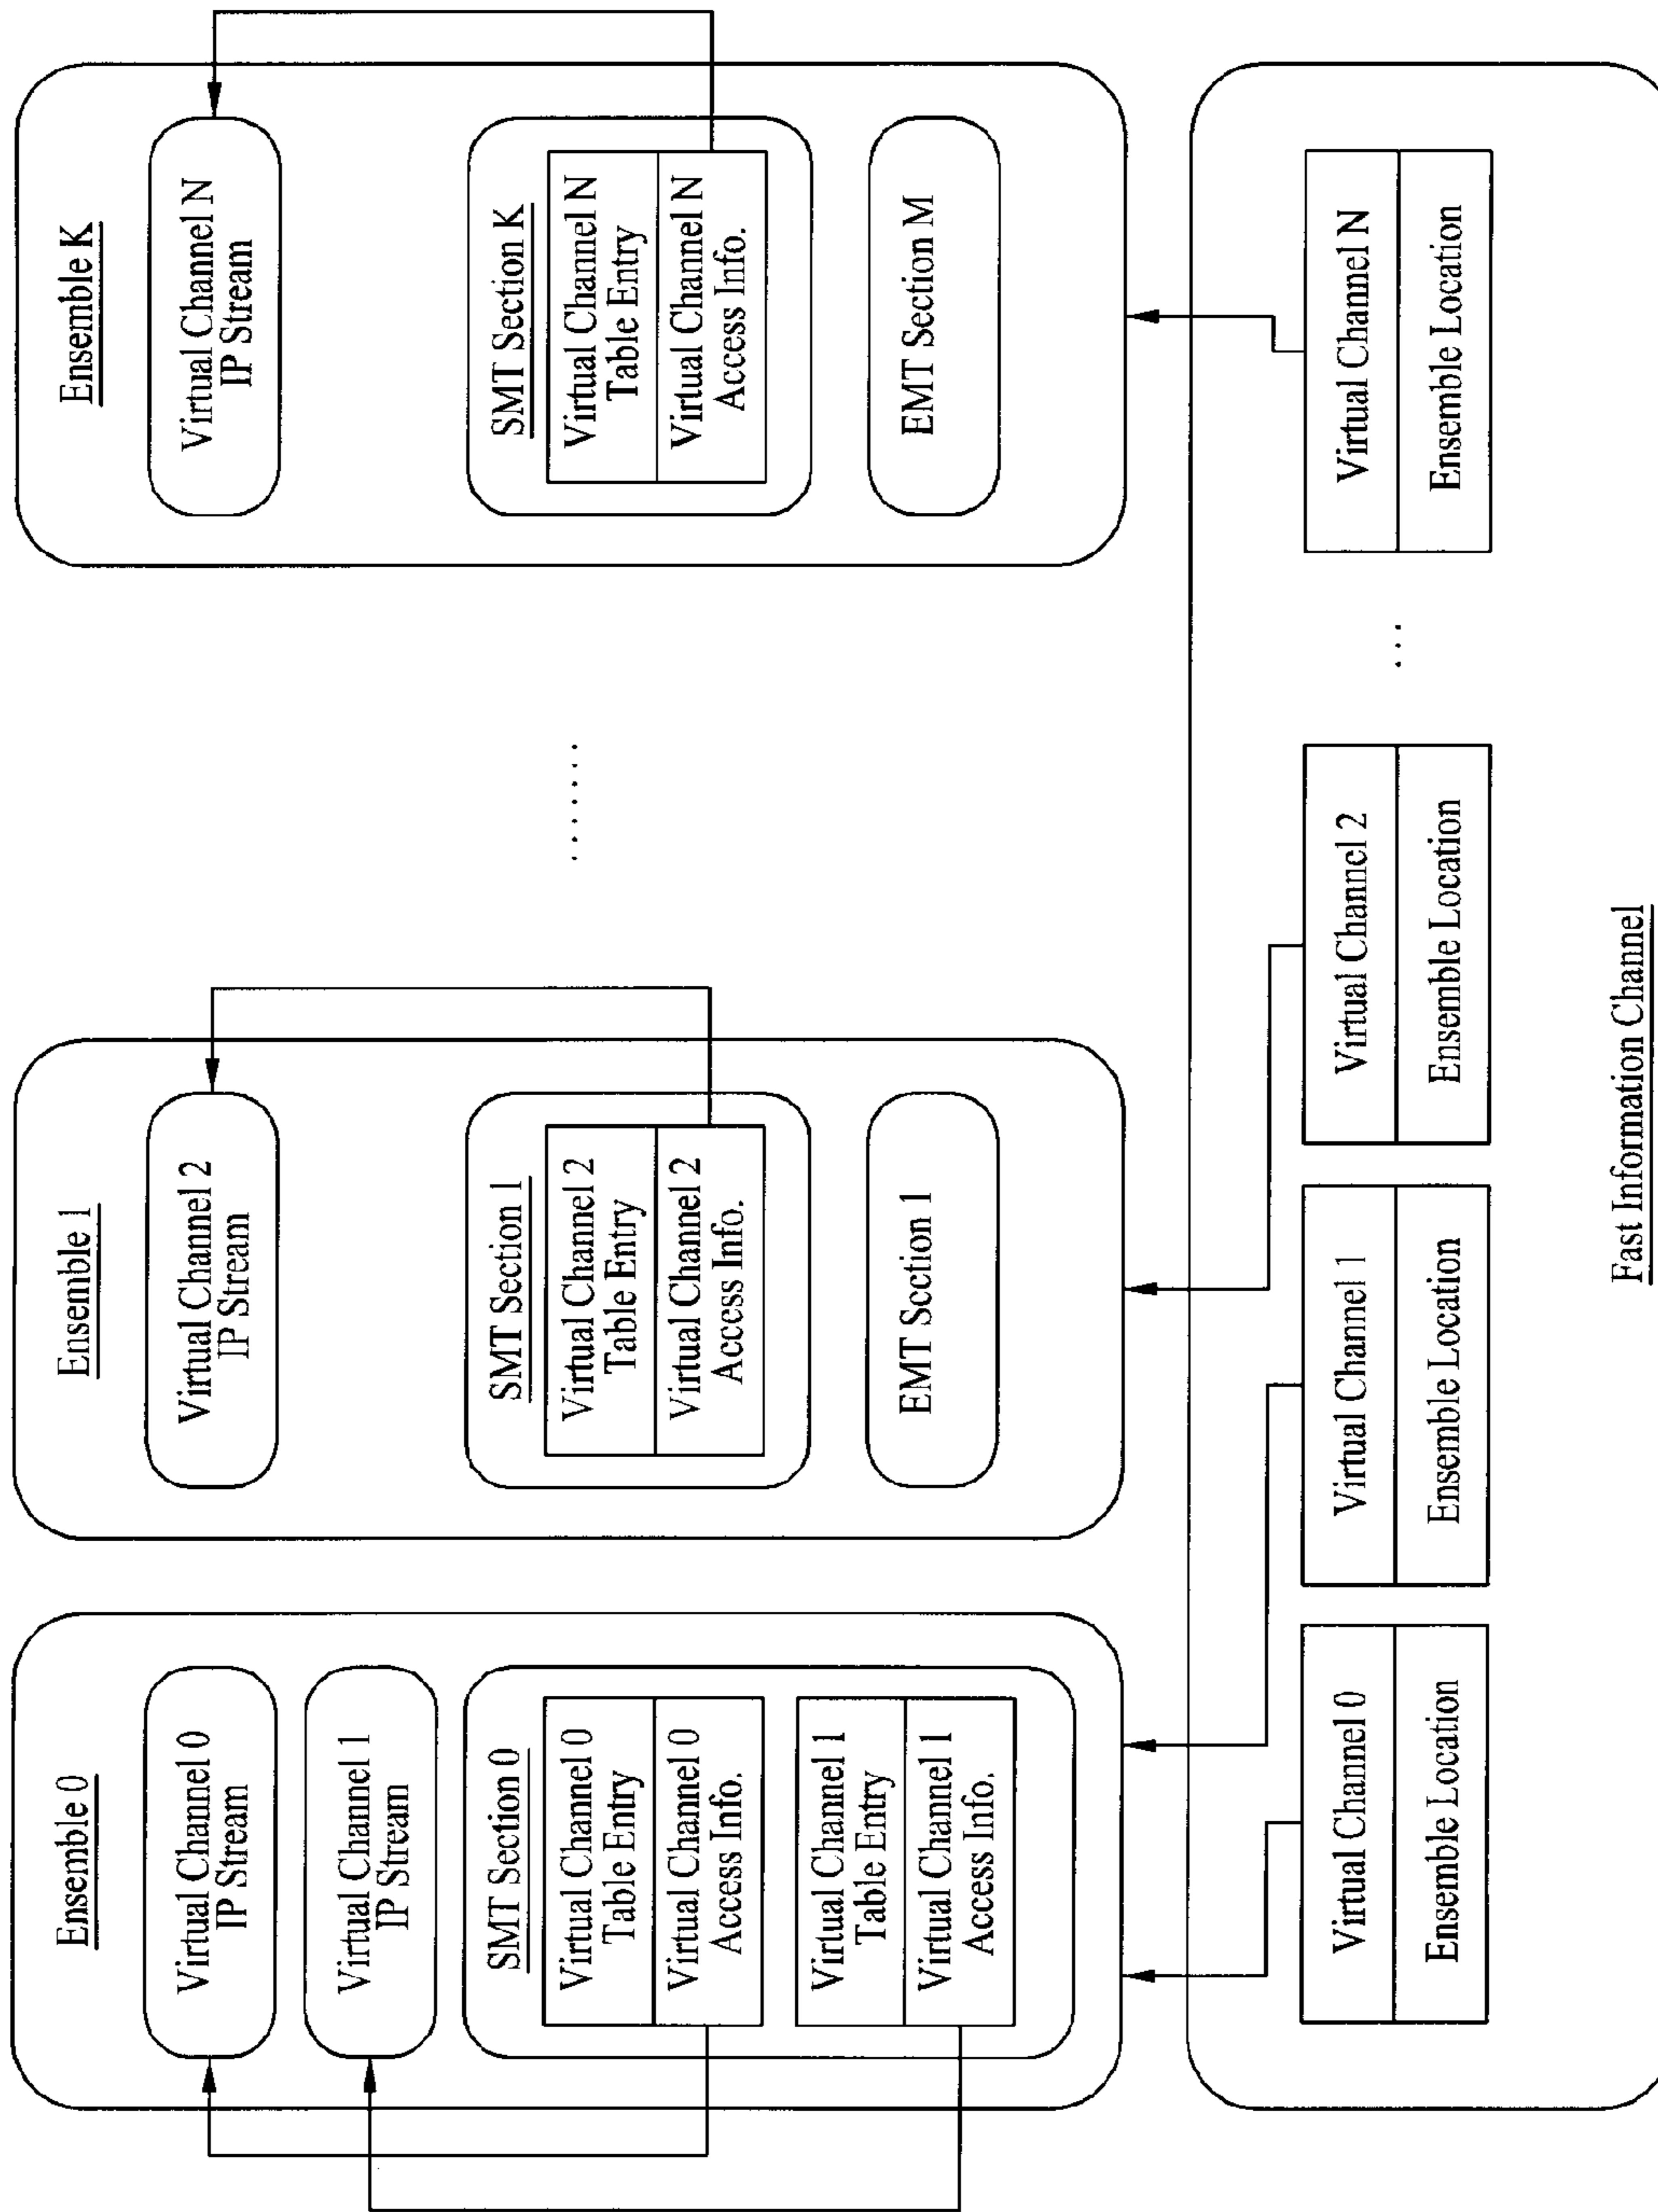 Ensemble 0
Virtual Channel 0
IP Stream
Virtual Channel 1
IP Stream
SMT Section 0
Virtual Channel 0
Table Entry
Virtual Channel 0
Access Info.
Virtual Channel 1
Table Entry
Virtual Channel 1
Access Info.
Ensemble 1
Virtual Channel 2
IP Stream
SMT Section 1
Virtual Channel 2
Table Entry
Virtual Channel 2
Access Info.
EMT Section 1
.......
Ensemble K
Virtual Channel N
IP Stream
SMT Section K
Virtual Channel N
Table Entry
Virtual Channel N
Access Info.
EMT Section M
Virtual Channel 0
Ensemble Location
Virtual Channel 1
Ensemble Location
Virtual Channel 2
Ensemble Location
...
Virtual Channel N
Ensemble Location
Fast Information Channel